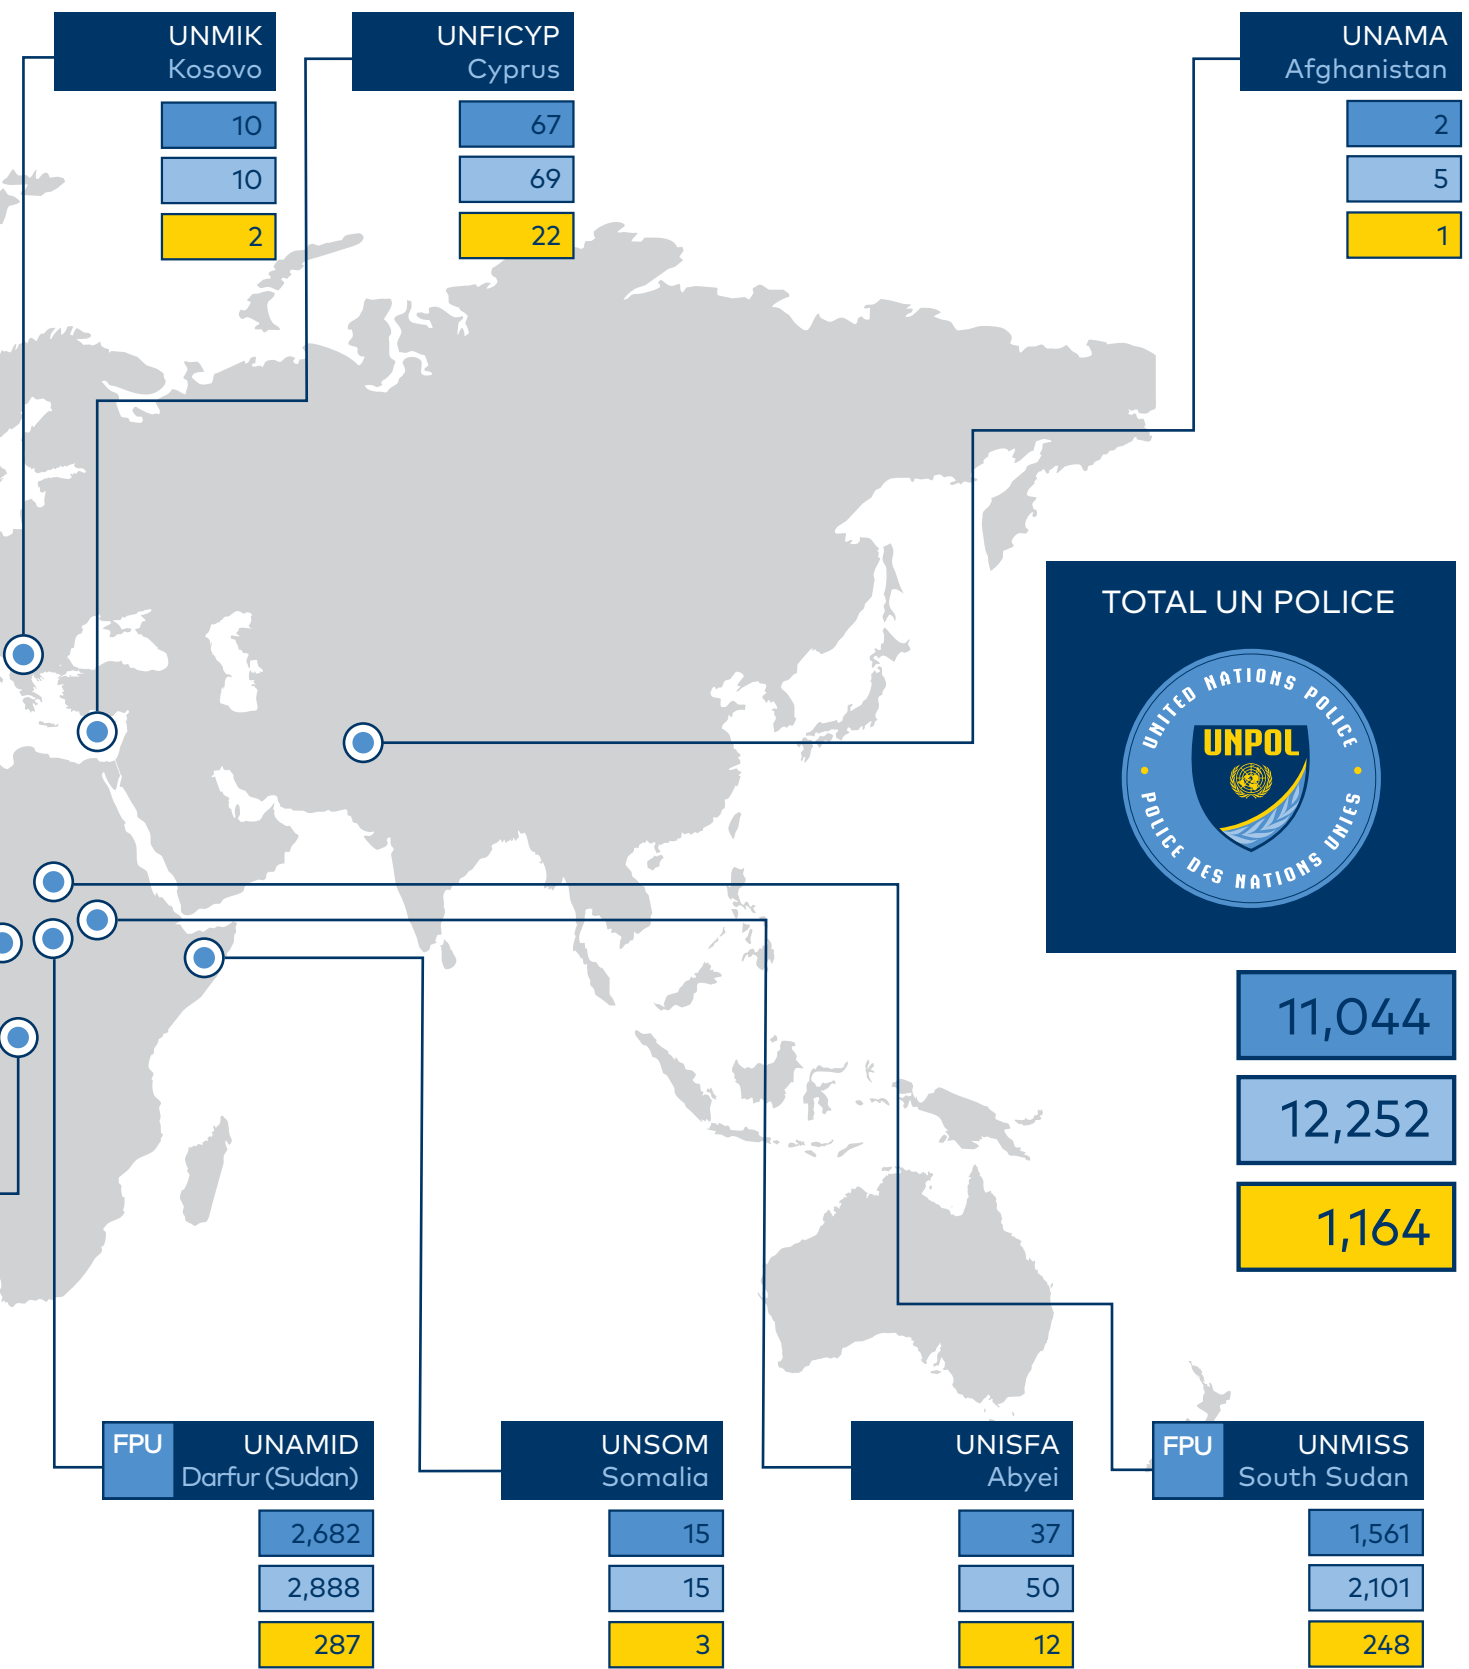 UNMIK
Kosovo
10
10
2
UNFICYP
Cyprus
67
69
22
UNAMA
Afghanistan
2
5
1
TOTAL UN POLICE
UNITED NATIONS POLICE
UNPOL
POLICE DES NATIONS UNIES
11,044
12,252
1,164
FPU
UNAMID
Darfur (Sudan)
2,682
2,888
287
UNSOM
Somalia
15
15
3
UNISFA
Abyei
37
50
12
FPU
UNMISS
South Sudan
1,561
2,101
248